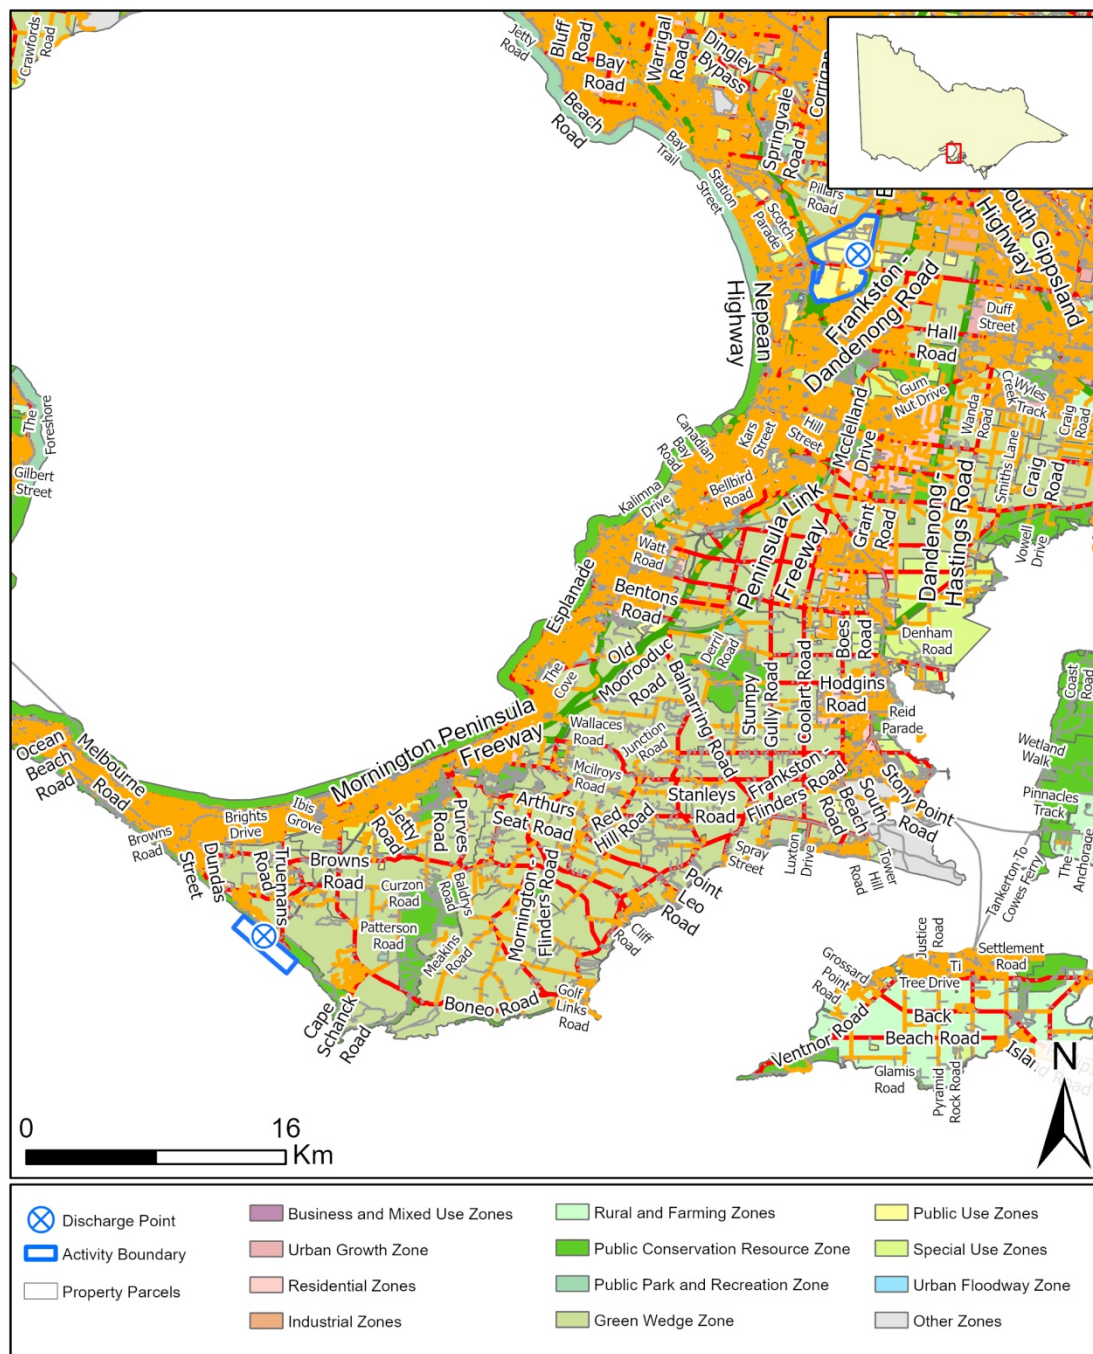 Crawfords
Road
Jetty
Road
Bluff
Road
Bay
Road
Warrigal
Road
Dingley
Bypass
Corrigan
Springvale
Road
Beach
Road
Bay
Trail
Station
Street
Scotch
Parade
Pillars
Road
South Gippsland
Highway
Frankston -
Dandenong Road
Nepean
Highway
Duff
Street
Hall
Road
Gum
Nut Drive
Wyles
Creek
Track
Wanda
Road
Craig
Road
Smiths Lane
Craig
Road
The
Foreshore
Gilbert
Street
Canadian
Bay
Road
Kars
Street
Hill
Street
Mcclelland
Drive
Bellbird
Road
Kalimna
Drive
Peninsula Link
Freeway
Grant
Road
Dandenong -
Hastings Road
Vowell
Drive
Watt
Road
Bentons
Road
Esplanade
Old
Moorooduc
Road
Derril
Road
Boes
Road
Denham
Road
The
Cove
Balnarring Road
Stumpy
Gully Road
Coolart Road
Hodgins
Road
Reid
Parade
Coast
Road
Wetland
Walk
Pinnacles
Track
The
Anchorage
Ocean
Beach
Road
Melbourne
Road
Mornington Peninsula
Freeway
Wallaces
Road
Junction
Road
Mcilroys
Road
Stanleys
Road
Frankston -
Flinders Road
Stony Point
Road
South
Beach
Road
Browns
Road
Brights
Drive
Ibis
Grove
Jetty
Road
Purves
Road
Arthurs
Seat Road
Red
Hill Road
Spray
Street
Luxton
Drive
Tower
Hill
Road
Tankerton To
Cowes Ferry
Dundas
Street
Truemans
Road
Browns
Road
Curzon
Road
Baldrys
Road
Mornington -
Flinders Road
Point
Leo
Road
Patterson
Road
Meakins
Road
Cliff
Road
Cape
Schanck
Road
Boneo Road
Golf
Links
Road
Justice
Road
Settlement
Road
Grossard
Point
Road
Ti
Tree Drive
Ventnor Road
Back
Beach Road
Glamis
Road
Pyramid
Rock Road
N
0
16
Km
Discharge Point
Activity Boundary
Property Parcels
Business and Mixed Use Zones
Urban Growth Zone
Residential Zones
Industrial Zones
Rural and Farming Zones
Public Conservation Resource Zone
Public Park and Recreation Zone
Green Wedge Zone
Public Use Zones
Special Use Zones
Urban Floodway Zone
Other Zones